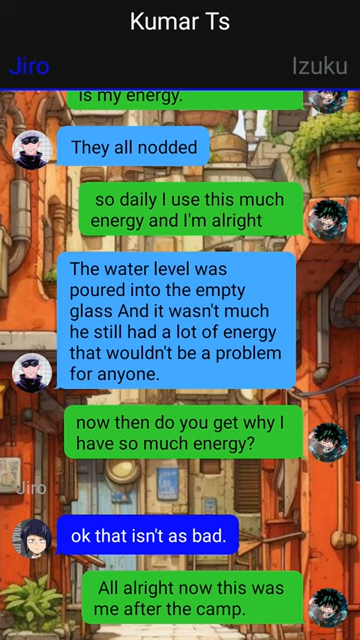 Kumar Ts
Jiro
Izuku
is my energy.
They all nodded
so daily I use this much
energy and I'm alright
The water level was
poured into the empty
glass And it wasn't much
he still had a lot of energy
that wouldn't be a problem
for anyone.
now then do you get why I
have so much energy?
Jiro
ok that isn't as bad.
All alright now this was
me after the camp.